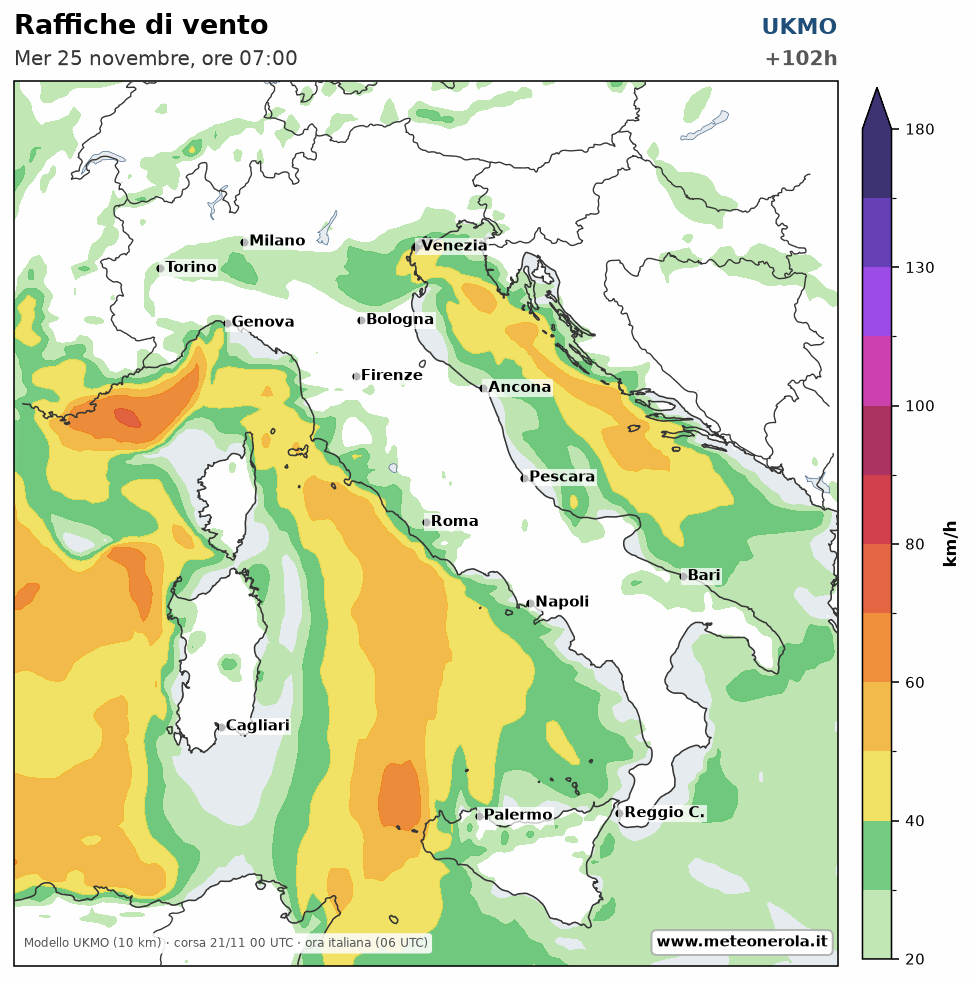 Raffiche di vento
UKMO
Mer 25 novembre, ore 07:00
+102h
Milano
Venezia
Torino
Genova
Bologna
Firenze
Ancona
Pescara
Roma
Bari
Napoli
Cagliari
Palermo
Reggio C.
180
130
100
80
60
40
20
km/h
Modello UKMO (10 km) · corsa 21/11 00 UTC · ora italiana (06 UTC)
www.meteonerola.it